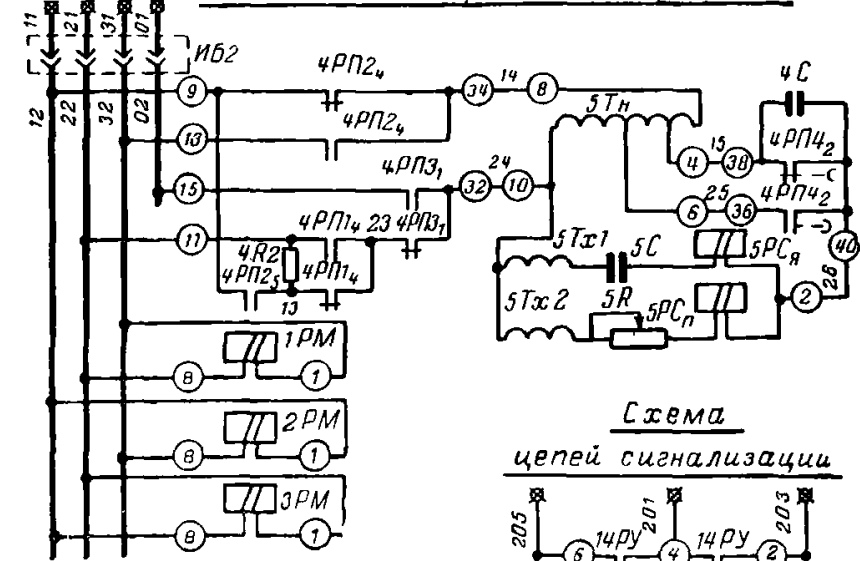 11 21 31 01
ИБ2
12 22 32 02
9 4РП2₄ 34 14 8 5Тн 4С
13 4РП2₄ 4 15 38 4РП4₂
15 4РП3₁ 32 24 10 6 25 36 4РП4₂
11 4РП1₄ 23 4РП3₁ 40
4R2 4РП1₄ 5Тх1 5С 5РСя 26
4РП2₅ 13 5Тх2 5R 5РСп 2
1РМ
8 1
2РМ
8 1
3РМ
8 1
Схема
цепей сигнализации
205 201 203
6 14РУ 4 14РУ 2